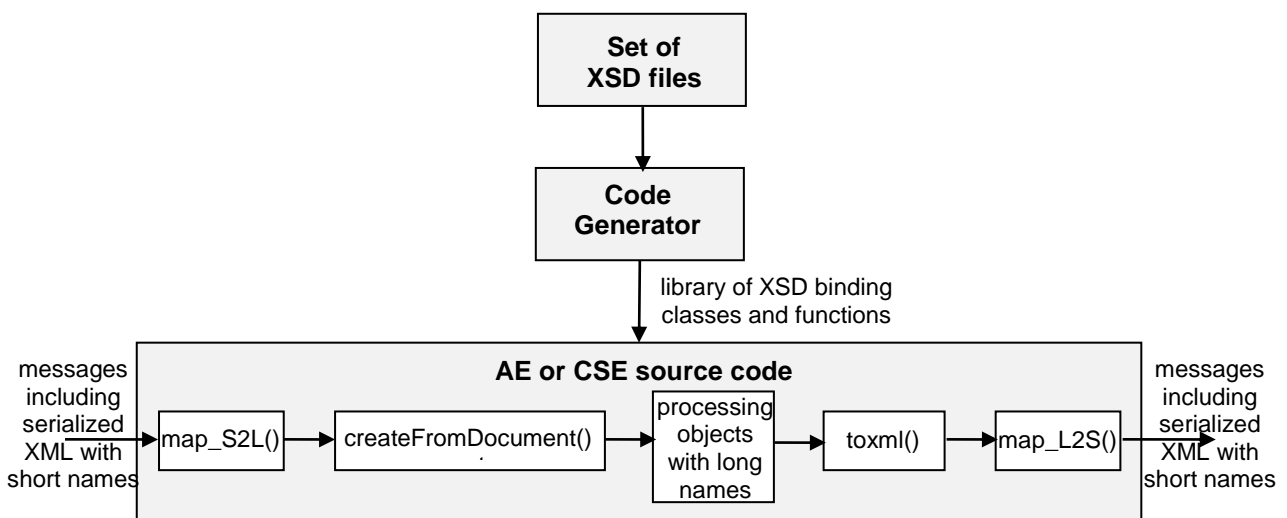 Set of
XSD files
Code
Generator
library of XSD binding
classes and functions
AE or CSE source code
messages
including
serialized
XML with
short names
map_S2L()
createFromDocument()
processing
objects
with long
names
toxml()
map_L2S()
messages
including
serialized
XML with
short names